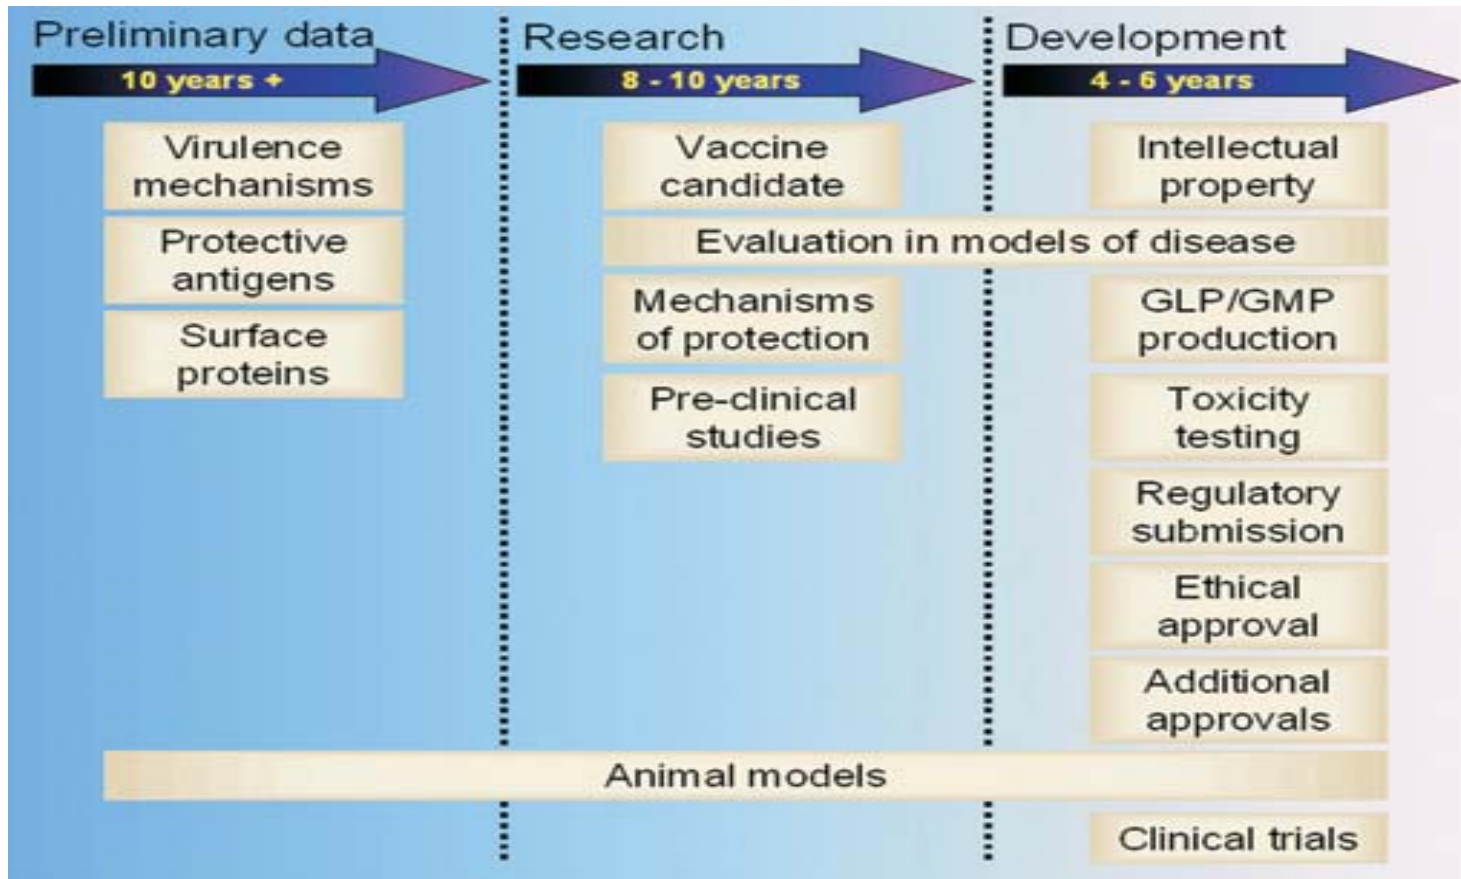 Preliminary data
10 years +
Virulence
mechanisms
Protective
antigens
Surface
proteins
Research
8 - 10 years
Vaccine
candidate
Evaluation in models of disease
Mechanisms
of protection
Pre-clinical
studies
Development
4 - 6 years
Intellectual
property
GLP/GMP
production
Toxicity
testing
Regulatory
submission
Ethical
approval
Additional
approvals
Animal models
Clinical trials